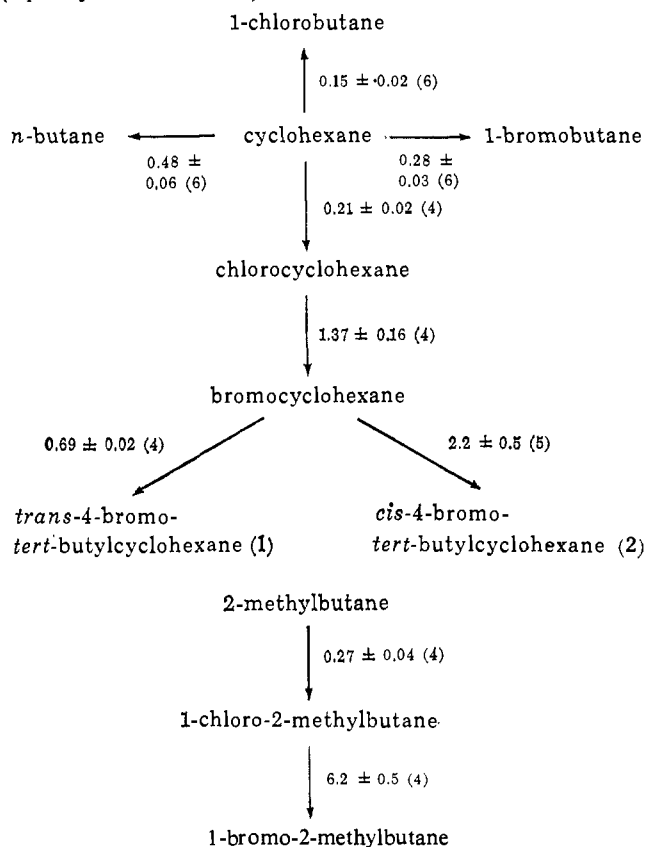 1-chlorobutane
0.15 ± 0.02 (6)
n-butane cyclohexane 1-bromobutane
0.48 ± 0.28 ±
0.06 (6) 0.03 (6)
0.21 ± 0.02 (4)
chlorocyclohexane
1.37 ± 0.16 (4)
bromocyclohexane
0.69 ± 0.02 (4) 2.2 ± 0.5 (5)
trans-4-bromo- cis-4-bromo-
tert-butylcyclohexane (1) tert-butylcyclohexane (2)
2-methylbutane
0.27 ± 0.04 (4)
1-chloro-2-methylbutane
6.2 ± 0.5 (4)
1-bromo-2-methylbutane